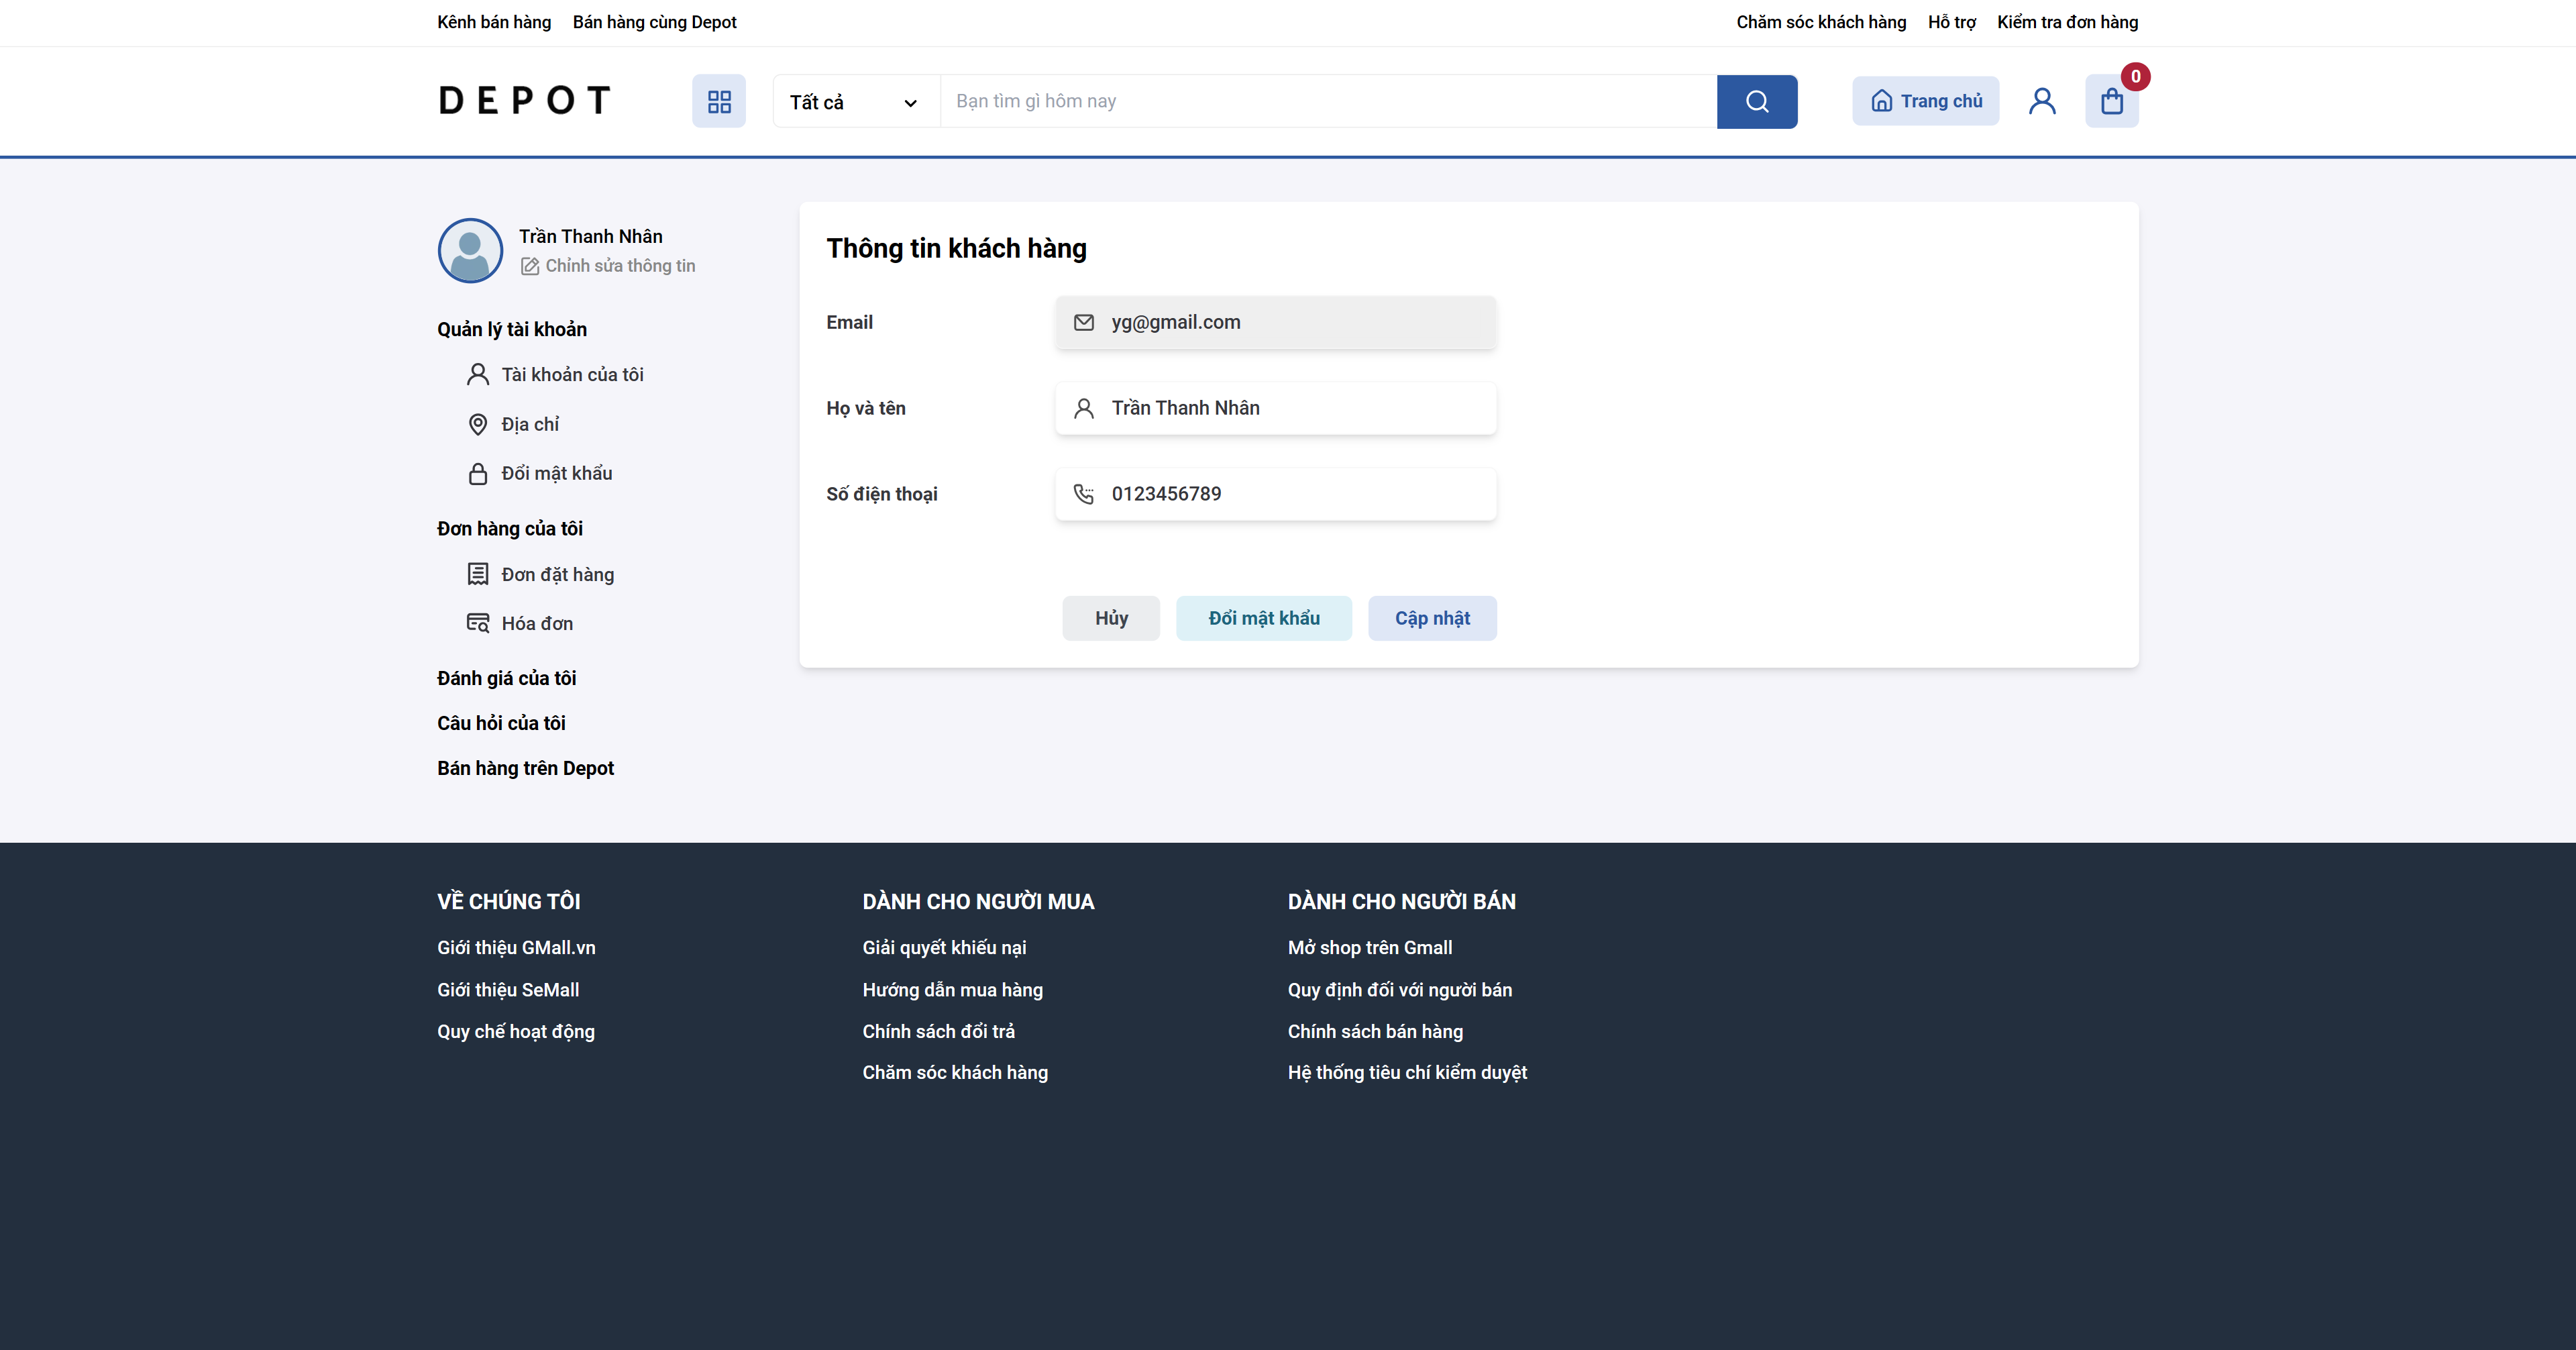 Kênh bán hàng Bán hàng cùng Depot Chăm sóc khách hàng Hỗ trợ Kiểm tra đơn hàng
DEPOT Tất cả Bạn tìm gì hôm nay Trang chủ 0
Trần Thanh Nhân
Chỉnh sửa thông tin
Quản lý tài khoản
Tài khoản của tôi
Địa chỉ
Đổi mật khẩu
Đơn hàng của tôi
Đơn đặt hàng
Hóa đơn
Đánh giá của tôi
Câu hỏi của tôi
Bán hàng trên Depot
Thông tin khách hàng
Email yg@gmail.com
Họ và tên Trần Thanh Nhân
Số điện thoại 0123456789
Hủy Đổi mật khẩu Cập nhật
VỀ CHÚNG TÔI
Giới thiệu GMall.vn
Giới thiệu SeMall
Quy chế hoạt động
DÀNH CHO NGƯỜI MUA
Giải quyết khiếu nại
Hướng dẫn mua hàng
Chính sách đổi trả
Chăm sóc khách hàng
DÀNH CHO NGƯỜI BÁN
Mở shop trên Gmall
Quy định đối với người bán
Chính sách bán hàng
Hệ thống tiêu chí kiểm duyệt